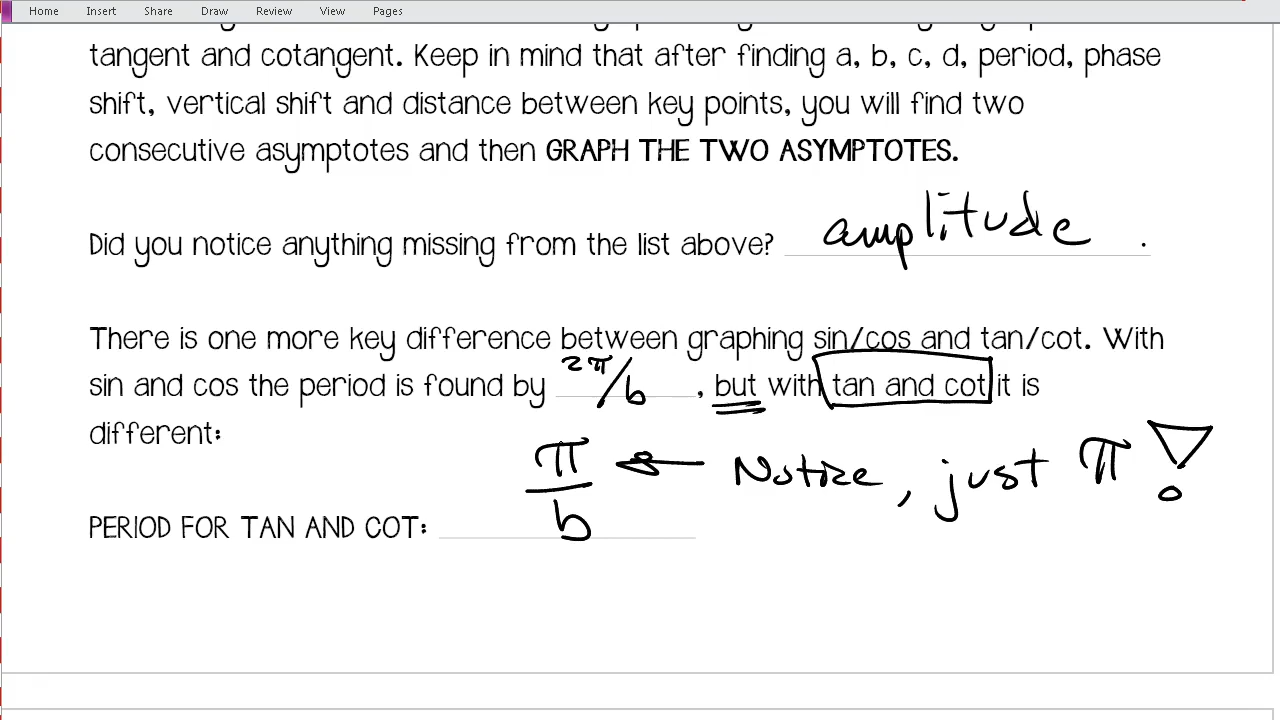 Home Insert Share Draw Review View Pages
tangent and cotangent. Keep in mind that after finding a, b, c, d, period, phase
shift, vertical shift and distance between key points, you will find two
consecutive asymptotes and then GRAPH THE TWO ASYMPTOTES.
Did you notice anything missing from the list above? amplitude .
There is one more key difference between graphing sin/cos and tan/cot. With
sin and cos the period is found by 2π/b, but with tan and cot it is
different:
π ← Notice, just π !
PERIOD FOR TAN AND COT: b